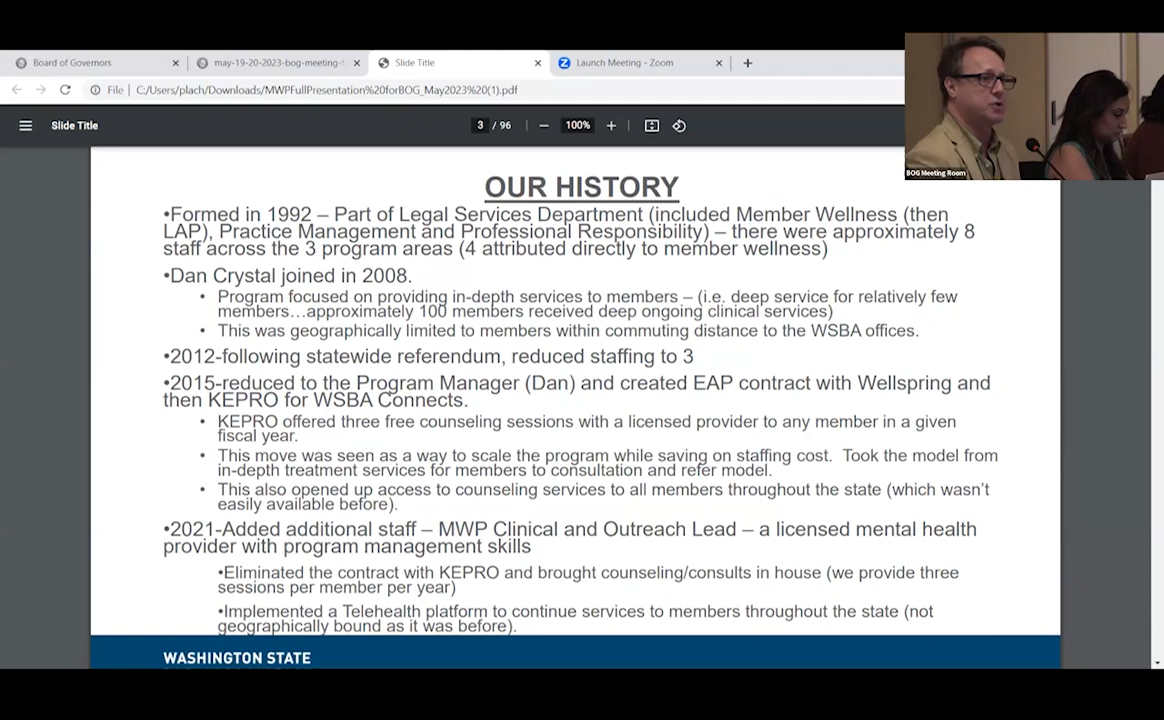 Board of Governors
may-19-20-2023-bog-meeting-
Slide Title
Launch Meeting - Zoom
File
C:/Users/plach/Downloads/MWPFullPresentation%20forBOG_May2023%20(1).pdf
Slide Title
3 / 96
100%
BOG Meeting Room
OUR HISTORY
•Formed in 1992 – Part of Legal Services Department (included Member Wellness (then
LAP), Practice Management and Professional Responsibility) – there were approximately 8
staff across the 3 program areas (4 attributed directly to member wellness)
•Dan Crystal joined in 2008.
• Program focused on providing in-depth services to members – (i.e. deep service for relatively few
members…approximately 100 members received deep ongoing clinical services)
• This was geographically limited to members within commuting distance to the WSBA offices.
•2012-following statewide referendum, reduced staffing to 3
•2015-reduced to the Program Manager (Dan) and created EAP contract with Wellspring and
then KEPRO for WSBA Connects.
• KEPRO offered three free counseling sessions with a licensed provider to any member in a given
fiscal year.
• This move was seen as a way to scale the program while saving on staffing cost. Took the model from
in-depth treatment services for members to consultation and refer model.
• This also opened up access to counseling services to all members throughout the state (which wasn't
easily available before).
•2021-Added additional staff – MWP Clinical and Outreach Lead – a licensed mental health
provider with program management skills
•Eliminated the contract with KEPRO and brought counseling/consults in house (we provide three
sessions per member per year)
•Implemented a Telehealth platform to continue services to members throughout the state (not
geographically bound as it was before).
WASHINGTON STATE